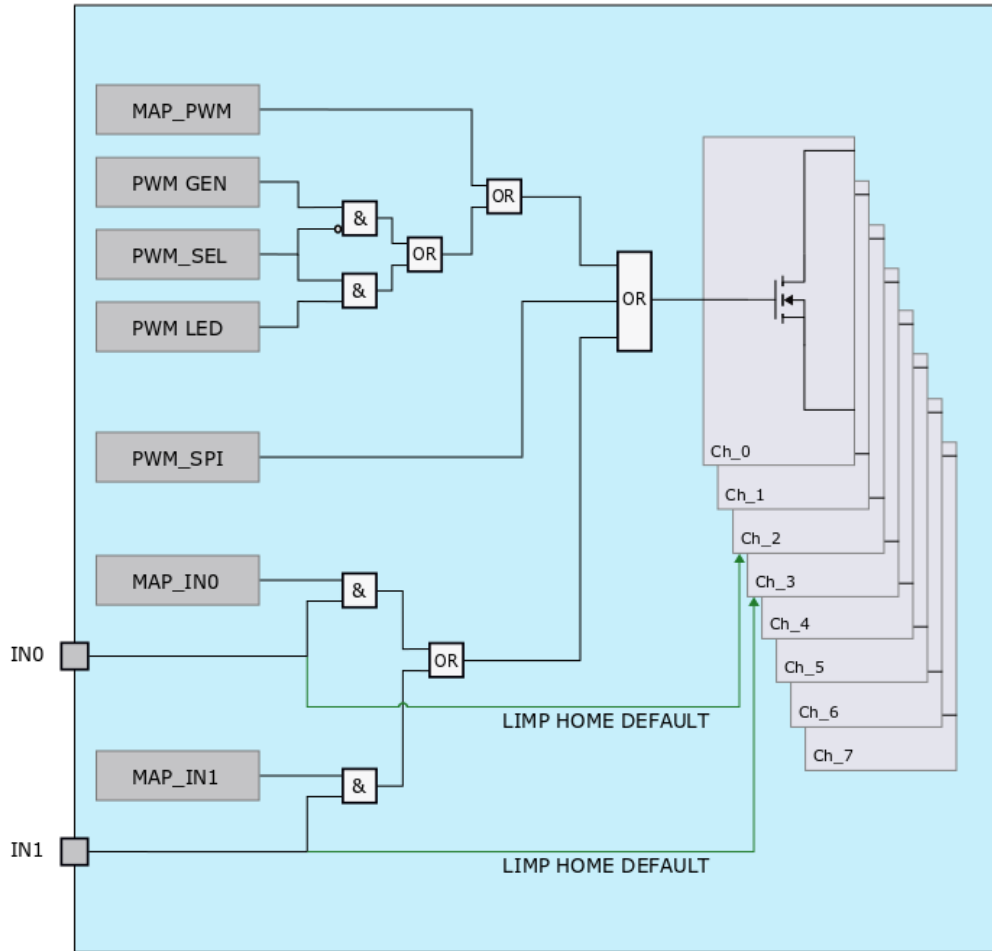 MAP_PWM
PWM GEN
PWM_SEL
PWM LED
&
&
OR
OR
OR
PWM_SPI
MAP_IN0
&
IN0
OR
LIMP HOME DEFAULT
MAP_IN1
&
IN1
LIMP HOME DEFAULT
Ch_0
Ch_1
Ch_2
Ch_3
Ch_4
Ch_5
Ch_6
Ch_7